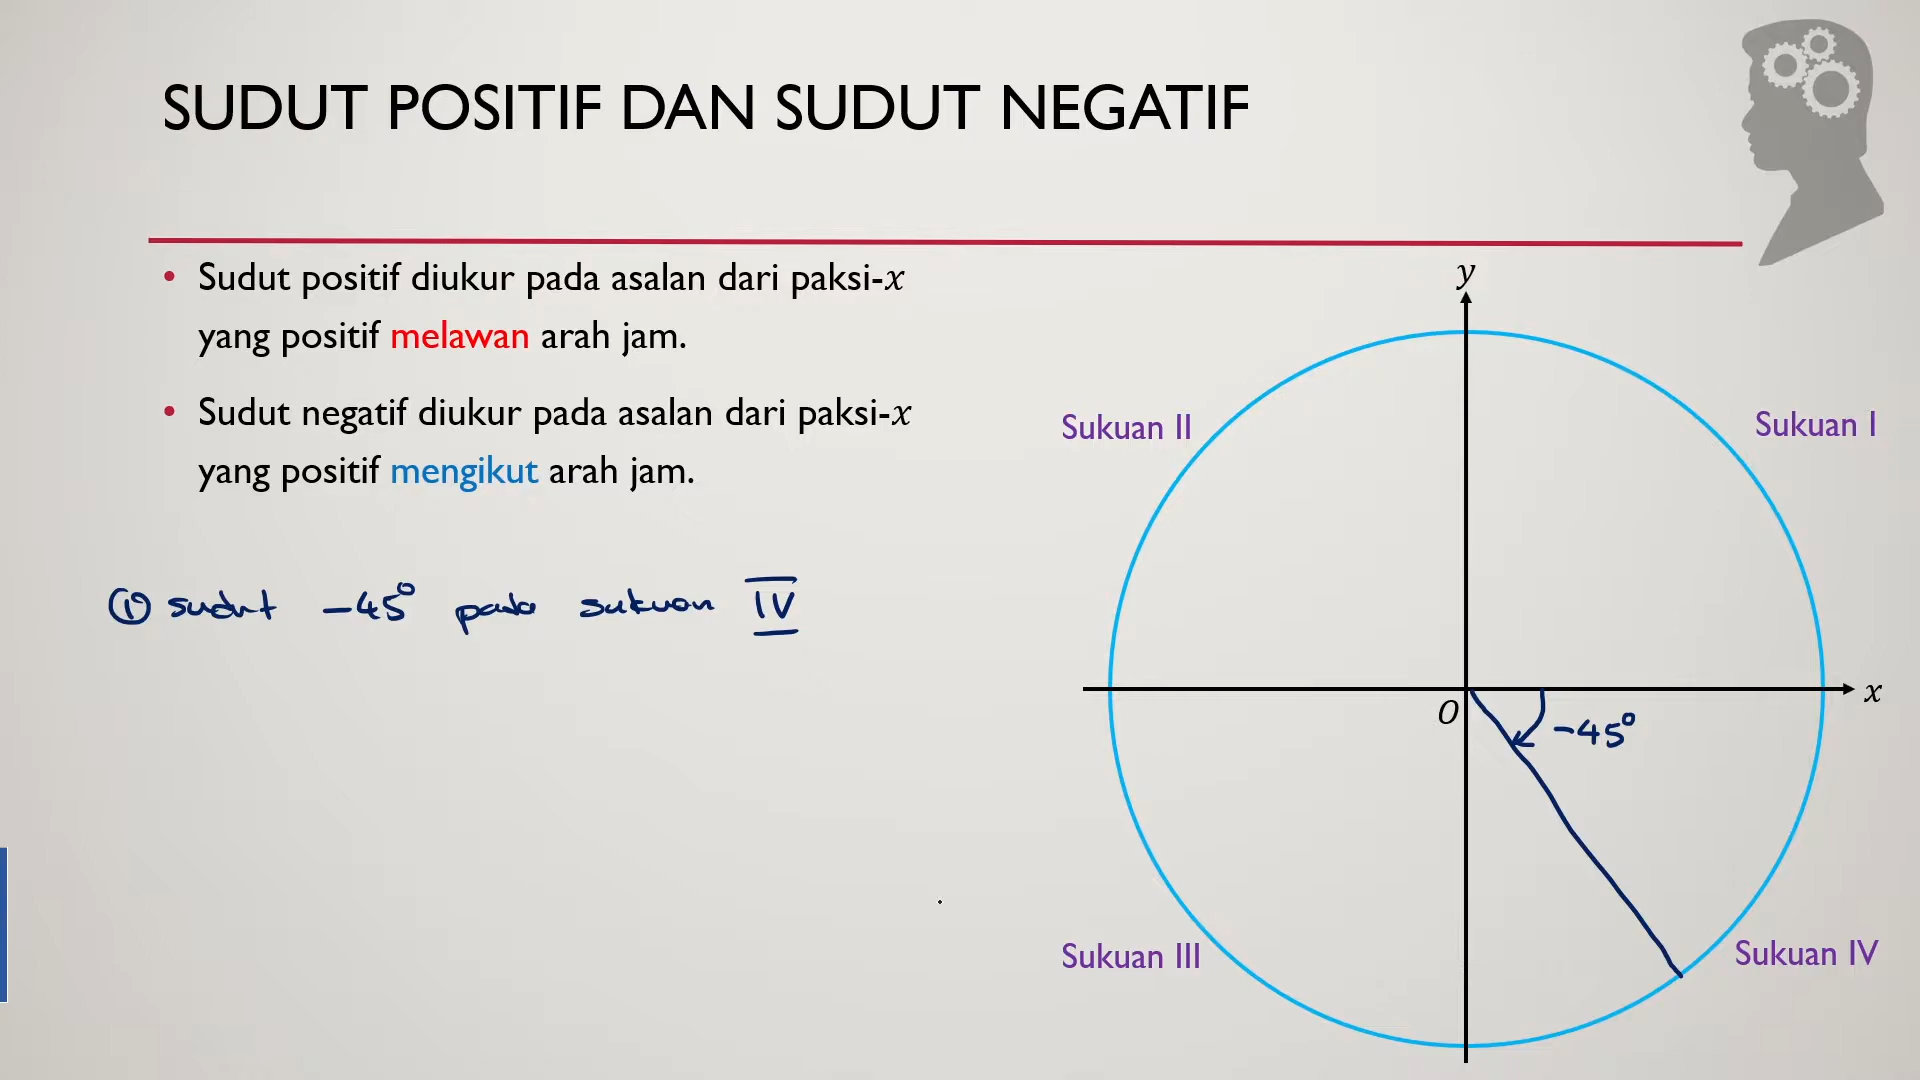 SUDUT POSITIF DAN SUDUT NEGATIF
• Sudut positif diukur pada asalan dari paksi-x
yang positif melawan arah jam.
• Sudut negatif diukur pada asalan dari paksi-x
yang positif mengikut arah jam.
① sudut -45° pada sukuan IV
y
Sukuan II
Sukuan I
x
O
-45°
Sukuan III
Sukuan IV